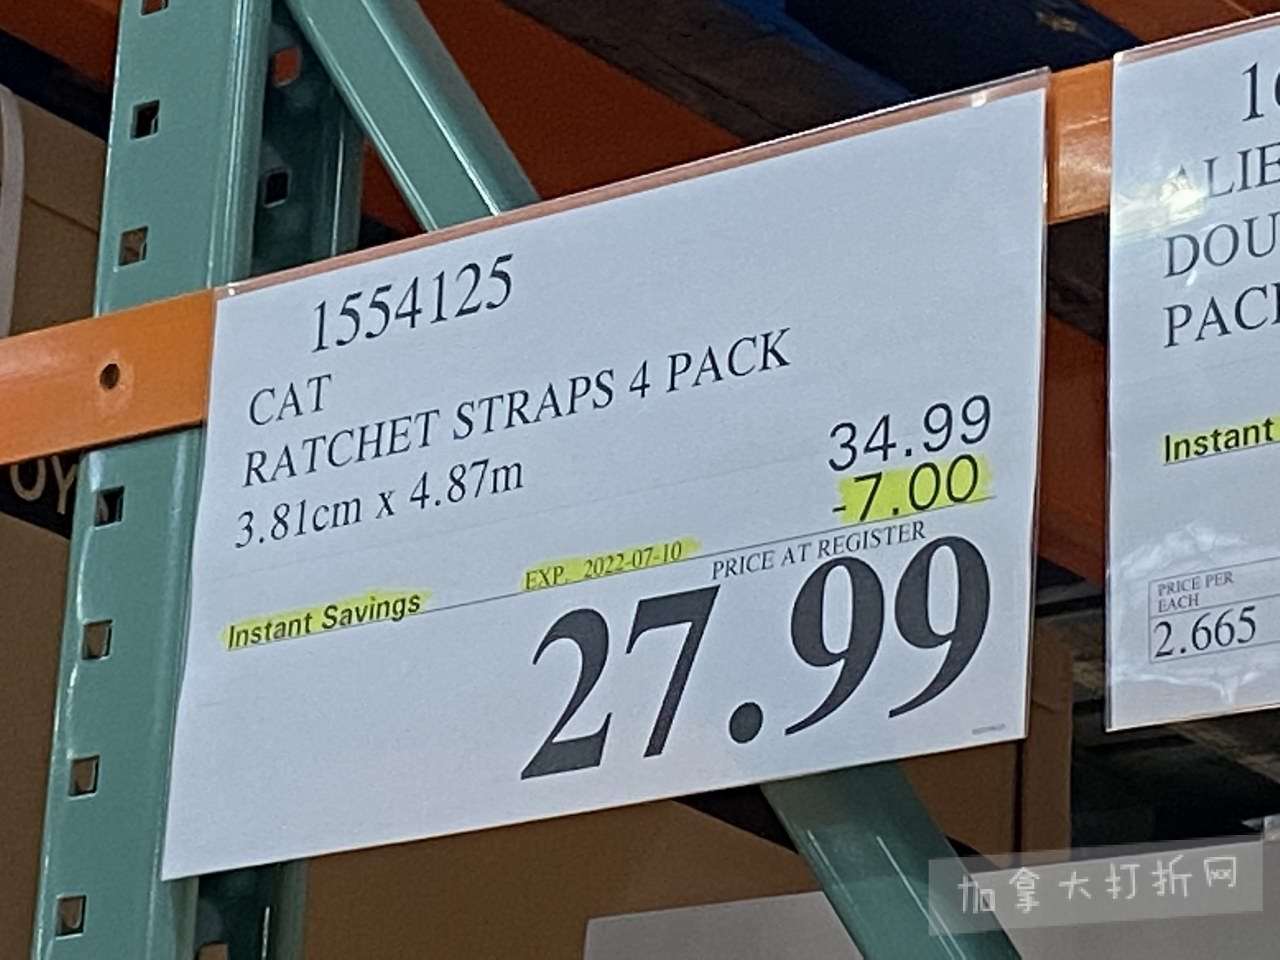 1554125
CAT
RATCHET STRAPS 4 PACK
3.81cm x 4.87m
34.99
-7.00
EXP. 2022-07-10 PRICE AT REGISTER
Instant Savings
27.99
ALIE
DOU
PAC
Instant
PRICE PER
EACH
2.665
加拿大打折网